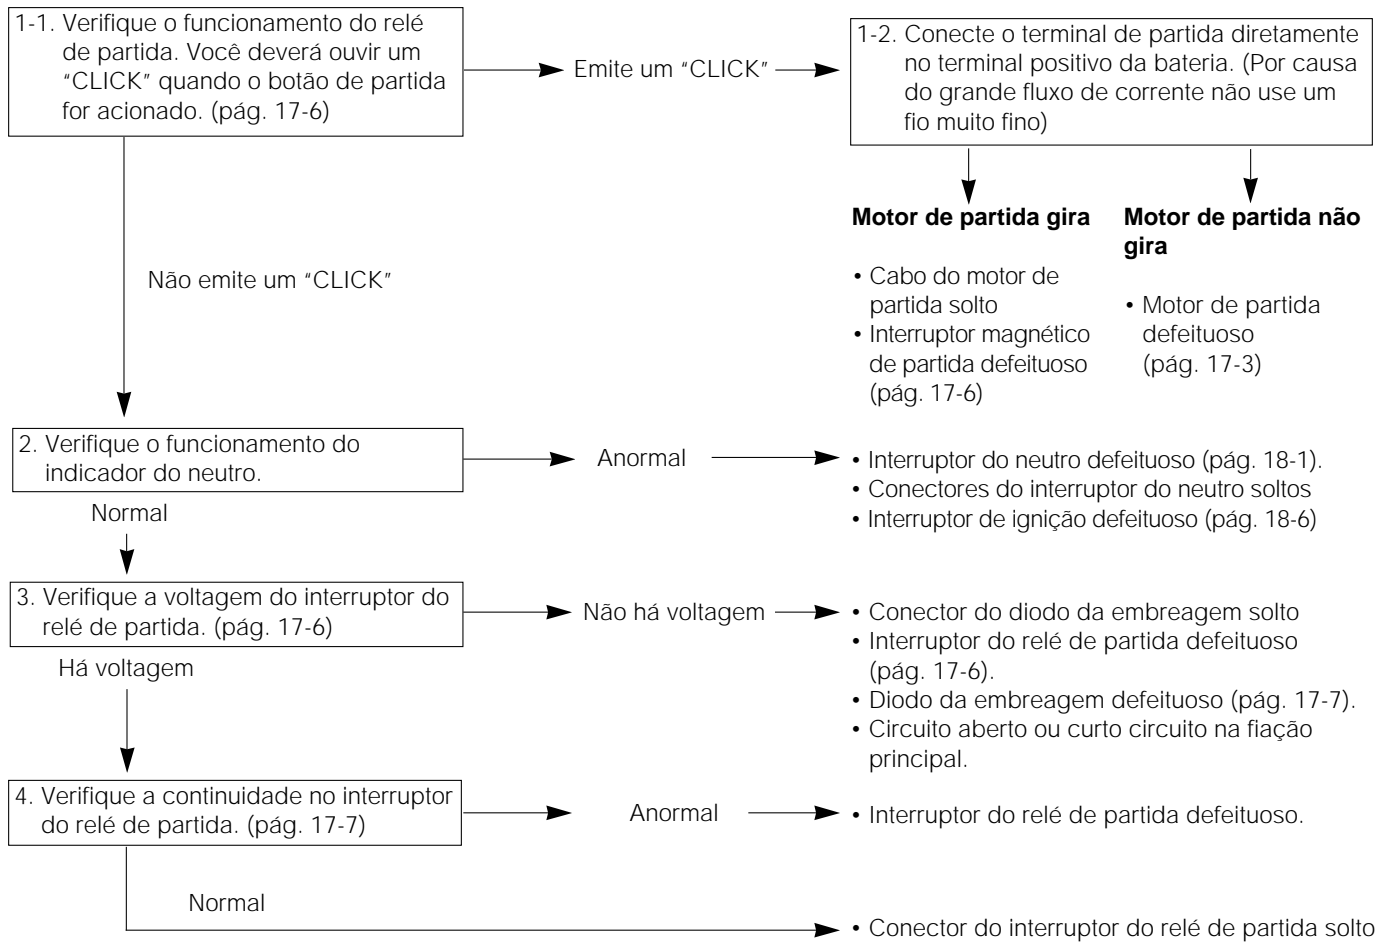 1-1. Verifique o funcionamento do relé
de partida. Você deverá ouvir um
“CLICK” quando o botão de partida
for acionado. (pág. 17-6)
Emite um “CLICK”
1-2. Conecte o terminal de partida diretamente
no terminal positivo da bateria. (Por causa
do grande fluxo de corrente não use um
fio muito fino)
Motor de partida gira
• Cabo do motor de
partida solto
• Interruptor magnético
de partida defeituoso
(pág. 17-6)
Motor de partida não
gira
• Motor de partida
defeituoso
(pág. 17-3)
Não emite um “CLICK”
2. Verifique o funcionamento do
indicador do neutro.
Anormal
• Interruptor do neutro defeituoso (pág. 18-1).
• Conectores do interruptor do neutro soltos
• Interruptor de ignição defeituoso (pág. 18-6)
Normal
3. Verifique a voltagem do interruptor do
relé de partida. (pág. 17-6)
Não há voltagem
• Conector do diodo da embreagem solto
• Interruptor do relé de partida defeituoso
(pág. 17-6).
• Diodo da embreagem defeituoso (pág. 17-7).
• Circuito aberto ou curto circuito na fiação
principal.
Há voltagem
4. Verifique a continuidade no interruptor
do relé de partida. (pág. 17-7)
Anormal
• Interruptor do relé de partida defeituoso.
Normal
• Conector do interruptor do relé de partida solto